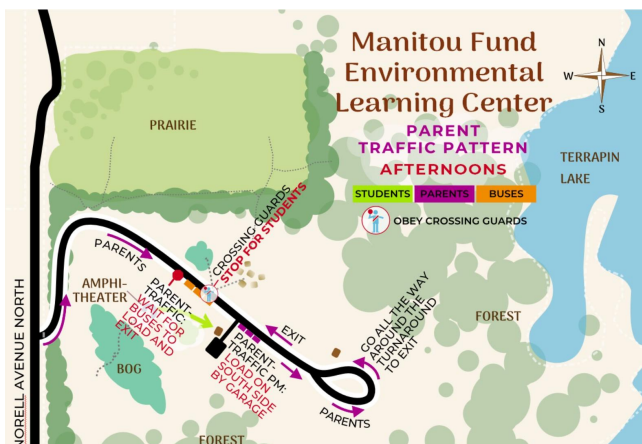 Manitou Fund
Environmental
Learning Center
N
W
E
S
PARENT
TRAFFIC PATTERN
AFTERNOONS
STUDENTS
PARENTS
BUSES
OBEY CROSSING GUARDS
PRAIRIE
TERRAPIN
LAKE
CROSSING GUARDS
STOP FOR STUDENTS
PARENTS
AMPHI-
THEATER
PARENT
TRAFFIC:
WAIT FOR
BUSES TO
LOAD AND
EXIT
BOG
EXIT
PARENT
TRAFFIC PM:
LOAD ON
SOUTH SIDE
BY GARAGE
GO ALL THE WAY
AROUND THE
TURNAROUND
TO EXIT
FOREST
PARENTS
FOREST
NORELL AVENUE NORTH